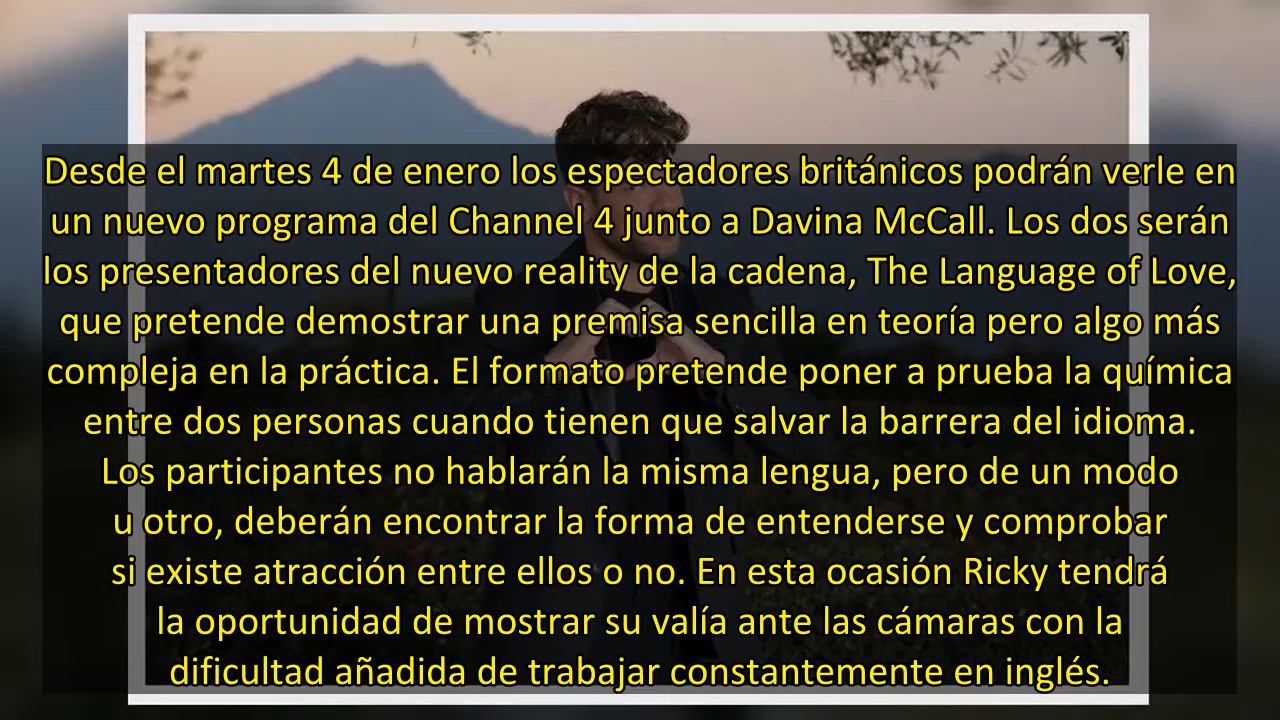 Desde el martes 4 de enero los espectadores británicos podrán verle en
un nuevo programa del Channel 4 junto a Davina McCall. Los dos serán
los presentadores del nuevo reality de la cadena, The Language of Love,
que pretende demostrar una premisa sencilla en teoría pero algo más
compleja en la práctica. El formato pretende poner a prueba la química
entre dos personas cuando tienen que salvar la barrera del idioma.
Los participantes no hablarán la misma lengua, pero de un modo
u otro, deberán encontrar la forma de entenderse y comprobar
si existe atracción entre ellos o no. En esta ocasión Ricky tendrá
la oportunidad de mostrar su valía ante las cámaras con la
dificultad añadida de trabajar constantemente en inglés.